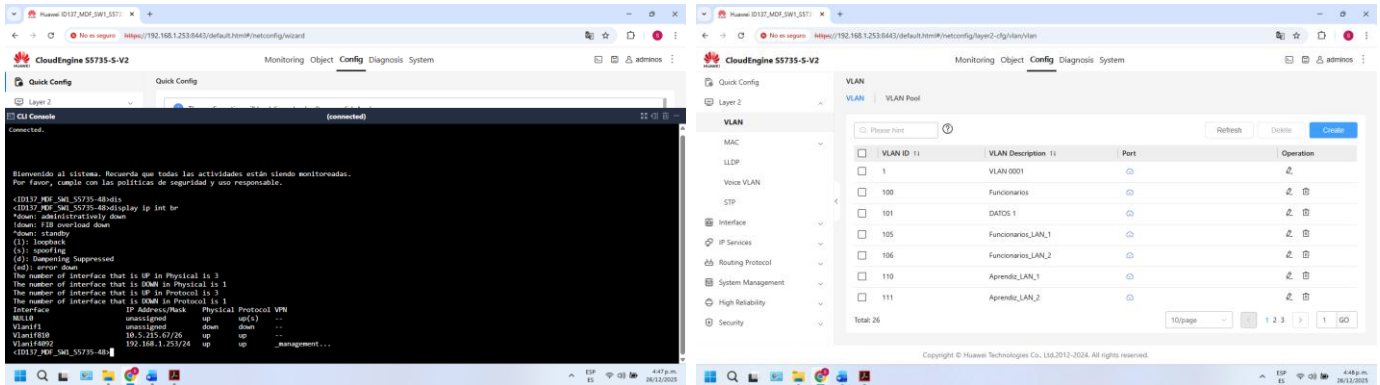 Huawei ID137_MDF_SW1_S573
No es seguro https://192.168.1.253:8443/default.html#/netconfig/wizard
CloudEngine S5735-S-V2
Monitoring Object Config Diagnosis System
adminos
Quick Config
Quick Config
Layer 2
CLI Console
(connected)
Connected.
Bienvenido al sistema. Recuerda que todas las actividades están siendo monitoreadas.
Por favor, cumple con las políticas de seguridad y uso responsable.
<ID137_MDF_SW1_S5735-48>dis
<ID137_MDF_SW1_S5735-48>display ip int br
*down: administratively down
!down: FIB overload down
^down: standby
(l): loopback
(s): spoofing
(d): Dampening Suppressed
(ed): error down
The number of interface that is UP in Physical is 3
The number of interface that is DOWN in Physical is 1
The number of interface that is UP in Protocol is 3
The number of interface that is DOWN in Protocol is 1
Interface IP Address/Mask Physical Protocol VPN
NULL0 unassigned up up(s) --
Vlanif1 unassigned down down --
Vlanif810 10.5.215.67/26 up up --
Vlanif4092 192.168.1.253/24 up up _management...
<ID137_MDF_SW1_S5735-48>
ESP
ES
4:47 p.m.
26/12/2025
Huawei ID137_MDF_SW1_S573
No es seguro https://192.168.1.253:8443/default.html#/netconfig/layer2-cfg/vlan/vlan
CloudEngine S5735-S-V2
Monitoring Object Config Diagnosis System
adminos
Quick Config
Layer 2
VLAN
MAC
LLDP
Voice VLAN
STP
Interface
IP Services
Routing Protocol
System Management
High Reliability
Security
VLAN
VLAN VLAN Pool
Please hint
Refresh Delete Create
VLAN ID VLAN Description Port Operation
1 VLAN 0001
100 Funcionarios
101 DATOS 1
105 Funcionarios_LAN_1
106 Funcionarios_LAN_2
110 Aprendiz_LAN_1
111 Aprendiz_LAN_2
Total: 26
10/page
1 2 3
1 GO
Copyright © Huawei Technologies Co., Ltd.2012-2024. All rights reserved.
ESP
ES
4:48 p.m.
26/12/2025